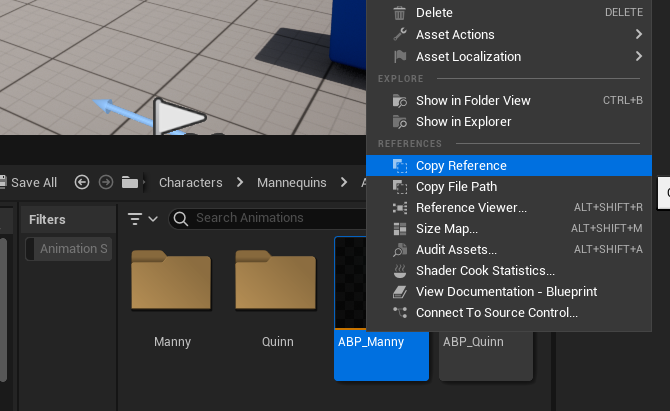 Delete DELETE
Asset Actions
Asset Localization
EXPLORE
Show in Folder View CTRL+B
Show in Explorer
REFERENCES
Copy Reference
Copy File Path
Reference Viewer... ALT+SHIFT+R
Size Map... ALT+SHIFT+M
Audit Assets... ALT+SHIFT+A
Shader Cook Statistics...
View Documentation - Blueprint
Connect To Source Control...
Save All
Characters
Mannequins
Filters
Search Animations
Animation S
Manny
Quinn
ABP_Manny
ABP_Quinn